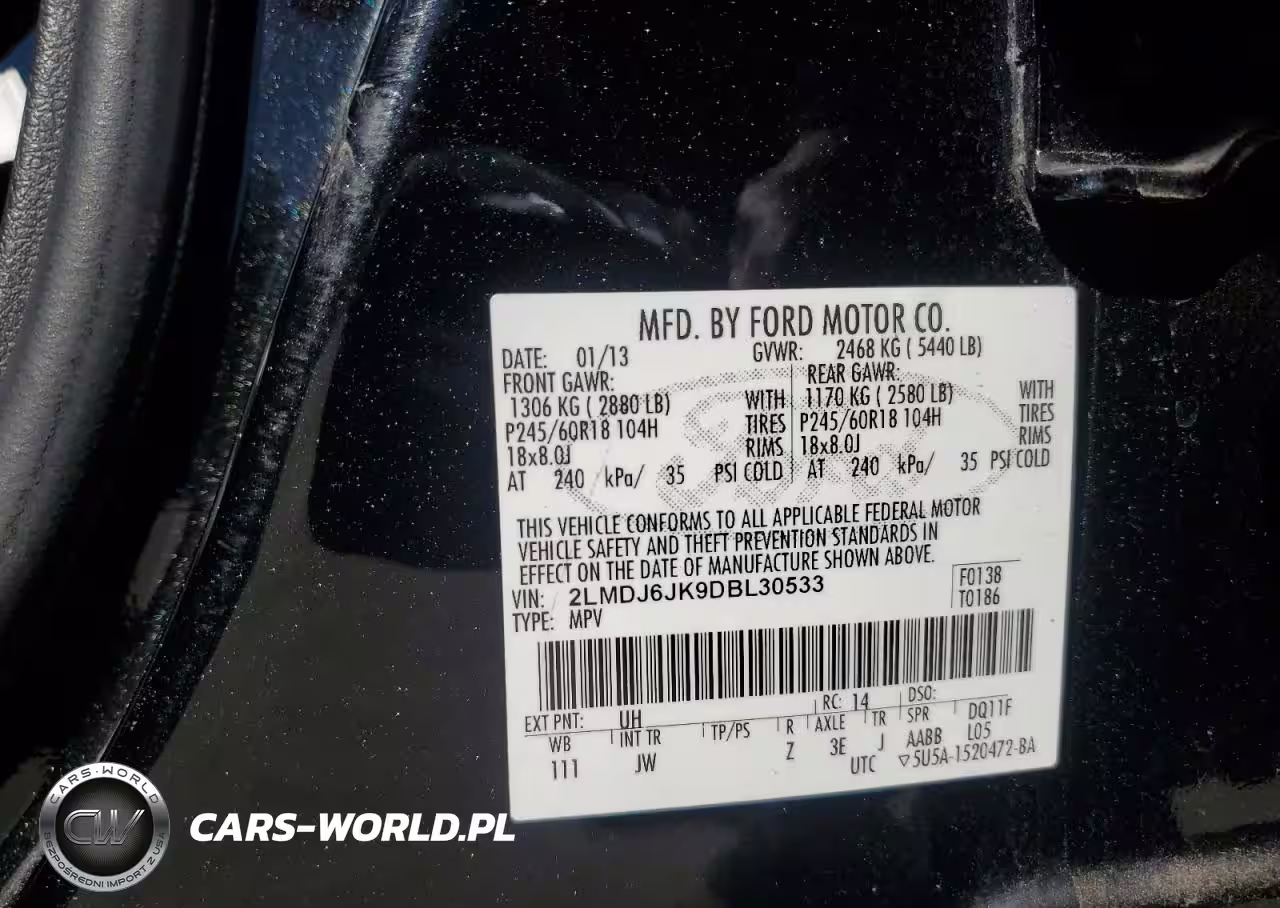 MFD. BY FORD MOTOR CO.
DATE: 01/13 GVWR: 2468 KG ( 5440 LB)
FRONT GAWR: REAR GAWR:
1306 KG ( 2880 LB) WITH 1170 KG ( 2580 LB) WITH
P245/60R18 104H TIRES P245/60R18 104H TIRES
18x8.0J RIMS 18x8.0J RIMS
AT 240 kPa/ 35 PSI COLD AT 240 kPa/ 35 PSI COLD
THIS VEHICLE CONFORMS TO ALL APPLICABLE FEDERAL MOTOR
VEHICLE SAFETY AND THEFT PREVENTION STANDARDS IN
EFFECT ON THE DATE OF MANUFACTURE SHOWN ABOVE.
VIN: 2LMDJ6JK9DBL30533 F0138
TYPE: MPV T0186
EXT PNT: UH RC: 14 DSO:
WB INT TR TP/PS R AXLE TR SPR DQ11F
111 JW Z 3E J AABB L05
UTC ▽5U5A-1520472-BA
CARS-WORLD
CW
BEZPOŚREDNI IMPORT Z USA
CARS-WORLD.PL